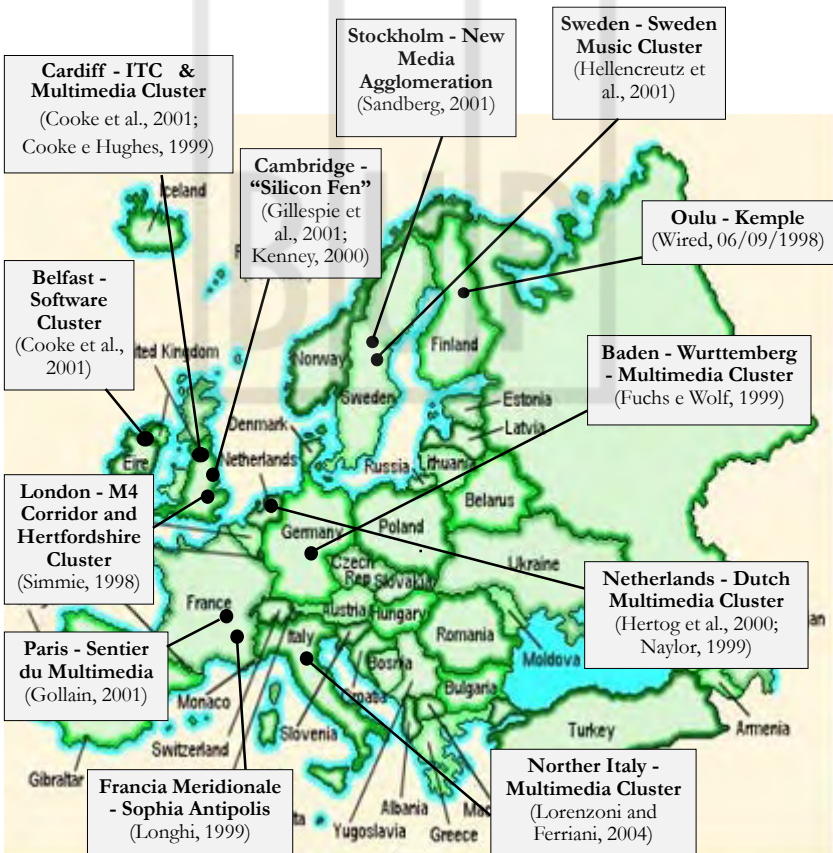 Sweden - Sweden
Music Cluster
(Hellencreutz et
al., 2001)
Stockholm - New
Media
Agglomeration
(Sandberg, 2001)
Cardiff - ITC &
Multimedia Cluster
(Cooke et al., 2001;
Cooke e Hughes, 1999)
Cambridge -
“Silicon Fen”
(Gillespie et
al., 2001;
Kenney, 2000)
Iceland
Oulu - Kemple
(Wired, 06/09/1998)
Belfast -
Software
Cluster
(Cooke et al.,
2001)
Baden - Wurttemberg
- Multimedia Cluster
(Fuchs e Wolf, 1999)
Kingdom
Norway
Finland
Sweden
Estonia
Latvia
Denmark
Netherlands
Russia
Lithuania
Eire
Belarus
London - M4
Corridor and
Hertfordshire
Cluster
(Simmie, 1998)
Germany
Poland
Czech
Rep
Slovakia
Ukraine
Netherlands - Dutch
Multimedia Cluster
(Hertog et al., 2000;
Naylor, 1999)
France
Austria
Hungary
Italy
Romania
Moldova
Paris - Sentier
du Multimedia
(Gollain, 2001)
Bosnia
Bulgaria
Monaco
Slovenia
Switzerland
Turkey
Armenia
Gibraltar
Francia Meridionale
- Sophia Antipolis
(Longhi, 1999)
Norther Italy -
Multimedia Cluster
(Lorenzoni and
Ferriani, 2004)
Albania
Yugoslavia
Greece